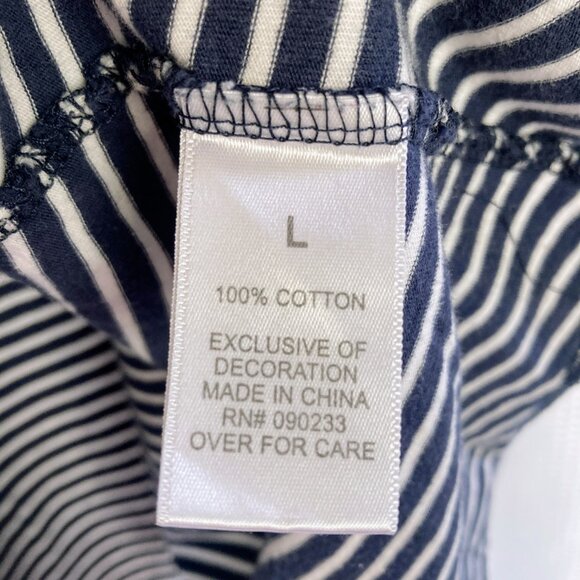 L
100% COTTON
EXCLUSIVE OF
DECORATION
MADE IN CHINA
RN# 090233
OVER FOR CARE